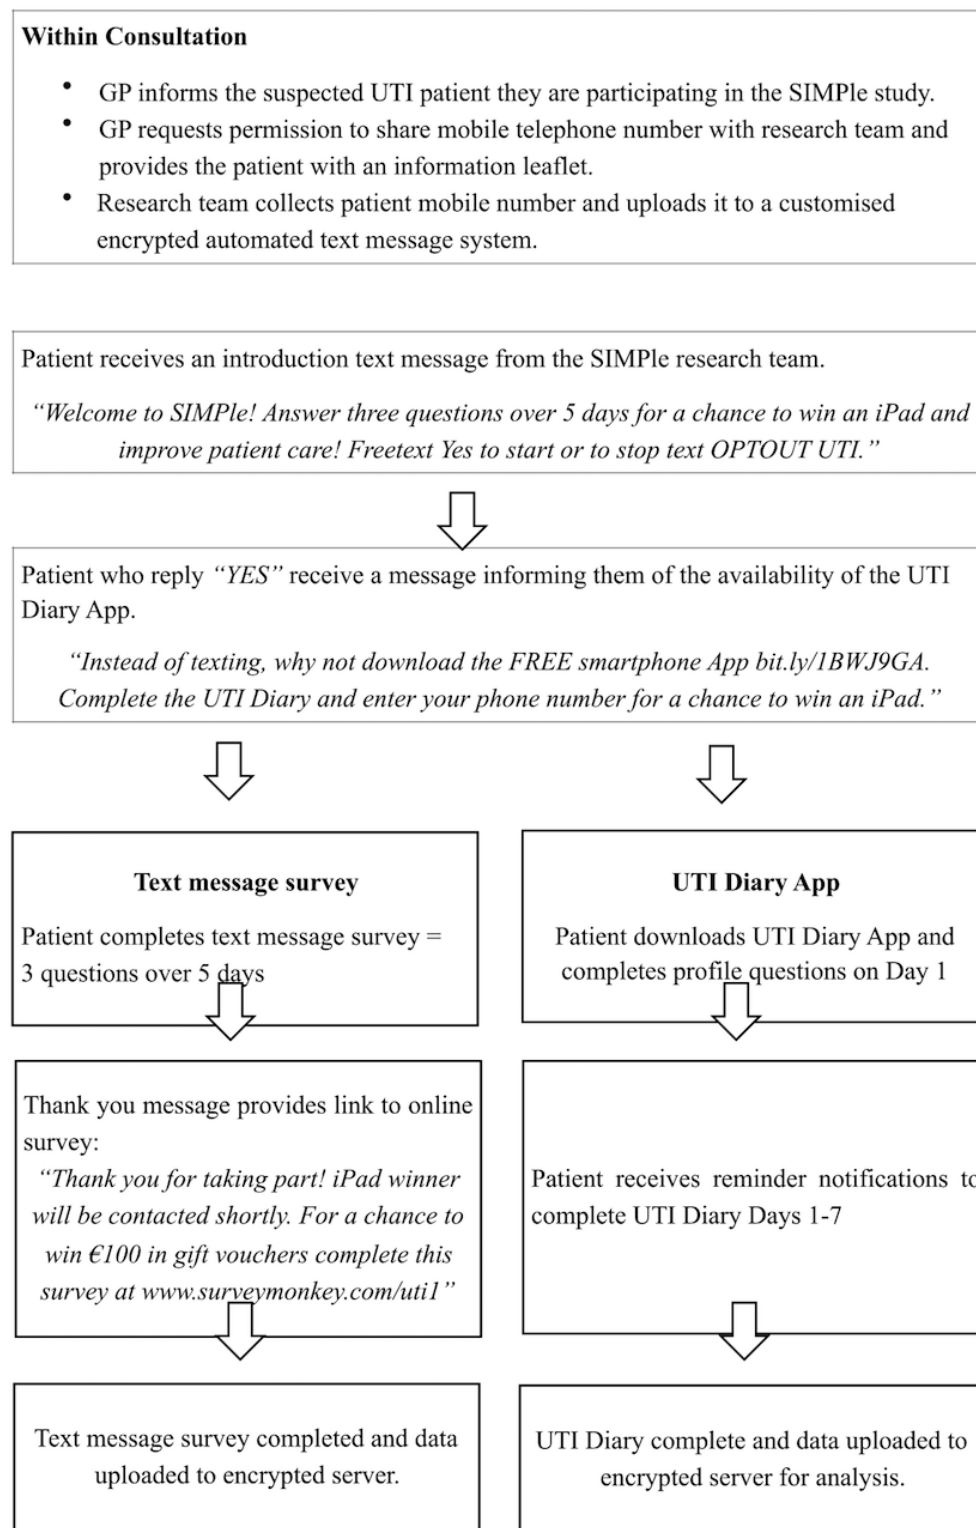 Within Consultation
• GP informs the suspected UTI patient they are participating in the SIMPle study.
• GP requests permission to share mobile telephone number with research team and
provides the patient with an information leaflet.
• Research team collects patient mobile number and uploads it to a customised
encrypted automated text message system.
Patient receives an introduction text message from the SIMPle research team.
“Welcome to SIMPle! Answer three questions over 5 days for a chance to win an iPad and
improve patient care! Freetext Yes to start or to stop text OPTOUT UTI.”
Patient who reply “YES” receive a message informing them of the availability of the UTI
Diary App.
“Instead of texting, why not download the FREE smartphone App bit.ly/1BWJ9GA.
Complete the UTI Diary and enter your phone number for a chance to win an iPad.”
Text message survey
Patient completes text message survey =
3 questions over 5 days
Thank you message provides link to online
survey:
“Thank you for taking part! iPad winner
will be contacted shortly. For a chance to
win €100 in gift vouchers complete this
survey at www.surveymonkey.com/uti1”
Text message survey completed and data
uploaded to encrypted server.
UTI Diary App
Patient downloads UTI Diary App and
completes profile questions on Day 1
Patient receives reminder notifications to
complete UTI Diary Days 1-7
UTI Diary complete and data uploaded to
encrypted server for analysis.